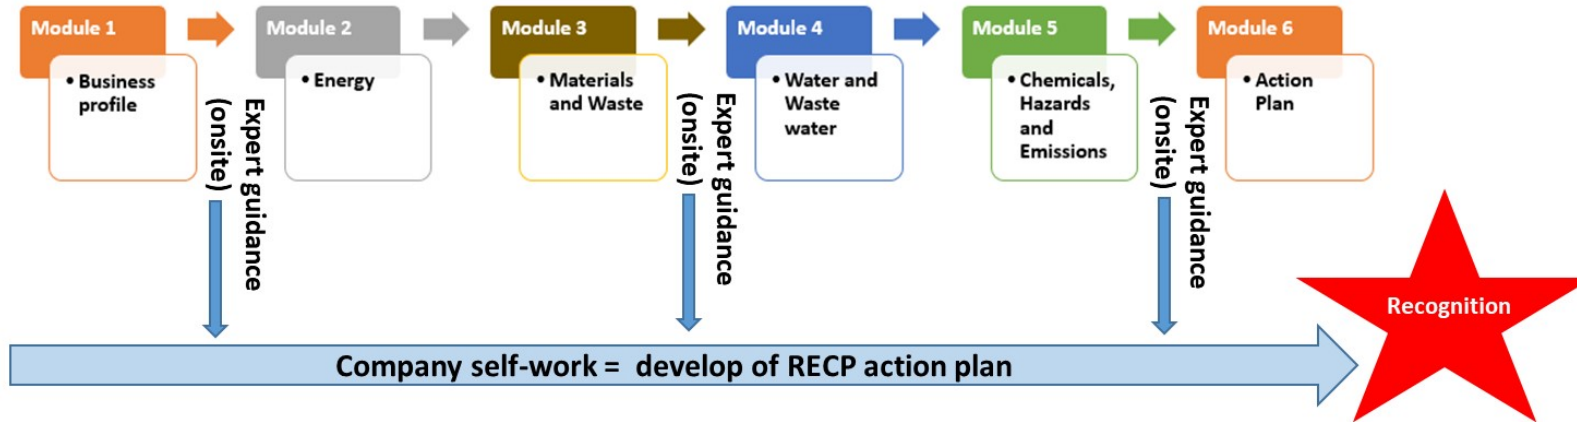 Module 1
• Business
profile
Module 2
• Energy
Module 3
• Materials
and Waste
Module 4
• Water and
Waste
water
Module 5
• Chemicals,
Hazards
and
Emissions
Module 6
• Action
Plan
Expert guidance
(onsite)
Expert guidance
(onsite)
Expert guidance
(onsite)
Recognition
Company self-work = develop of RECP action plan